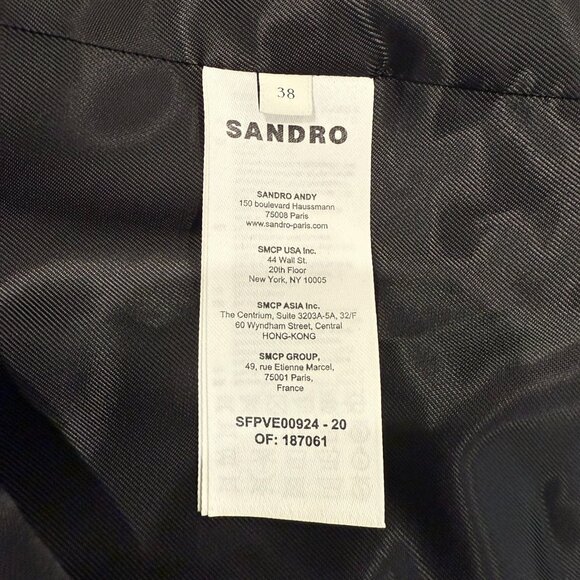 38
SANDRO
SANDRO ANDY
150 boulevard Haussmann
75008 Paris
www.sandro-paris.com
SMCP USA Inc.
44 Wall St.
20th Floor
New York, NY 10005
SMCP ASIA Inc.
The Centrium, Suite 3203A-5A, 32/F
60 Wyndham Street, Central
HONG-KONG
SMCP GROUP,
49, rue Etienne Marcel,
75001 Paris,
France
SFPVE00924 - 20
OF: 187061